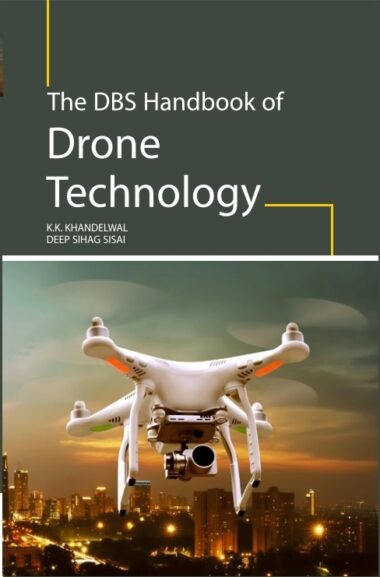 The DBS Handbook of
Drone
Technology
K.K. KHANDELWAL
DEEP SIHAG SISAI